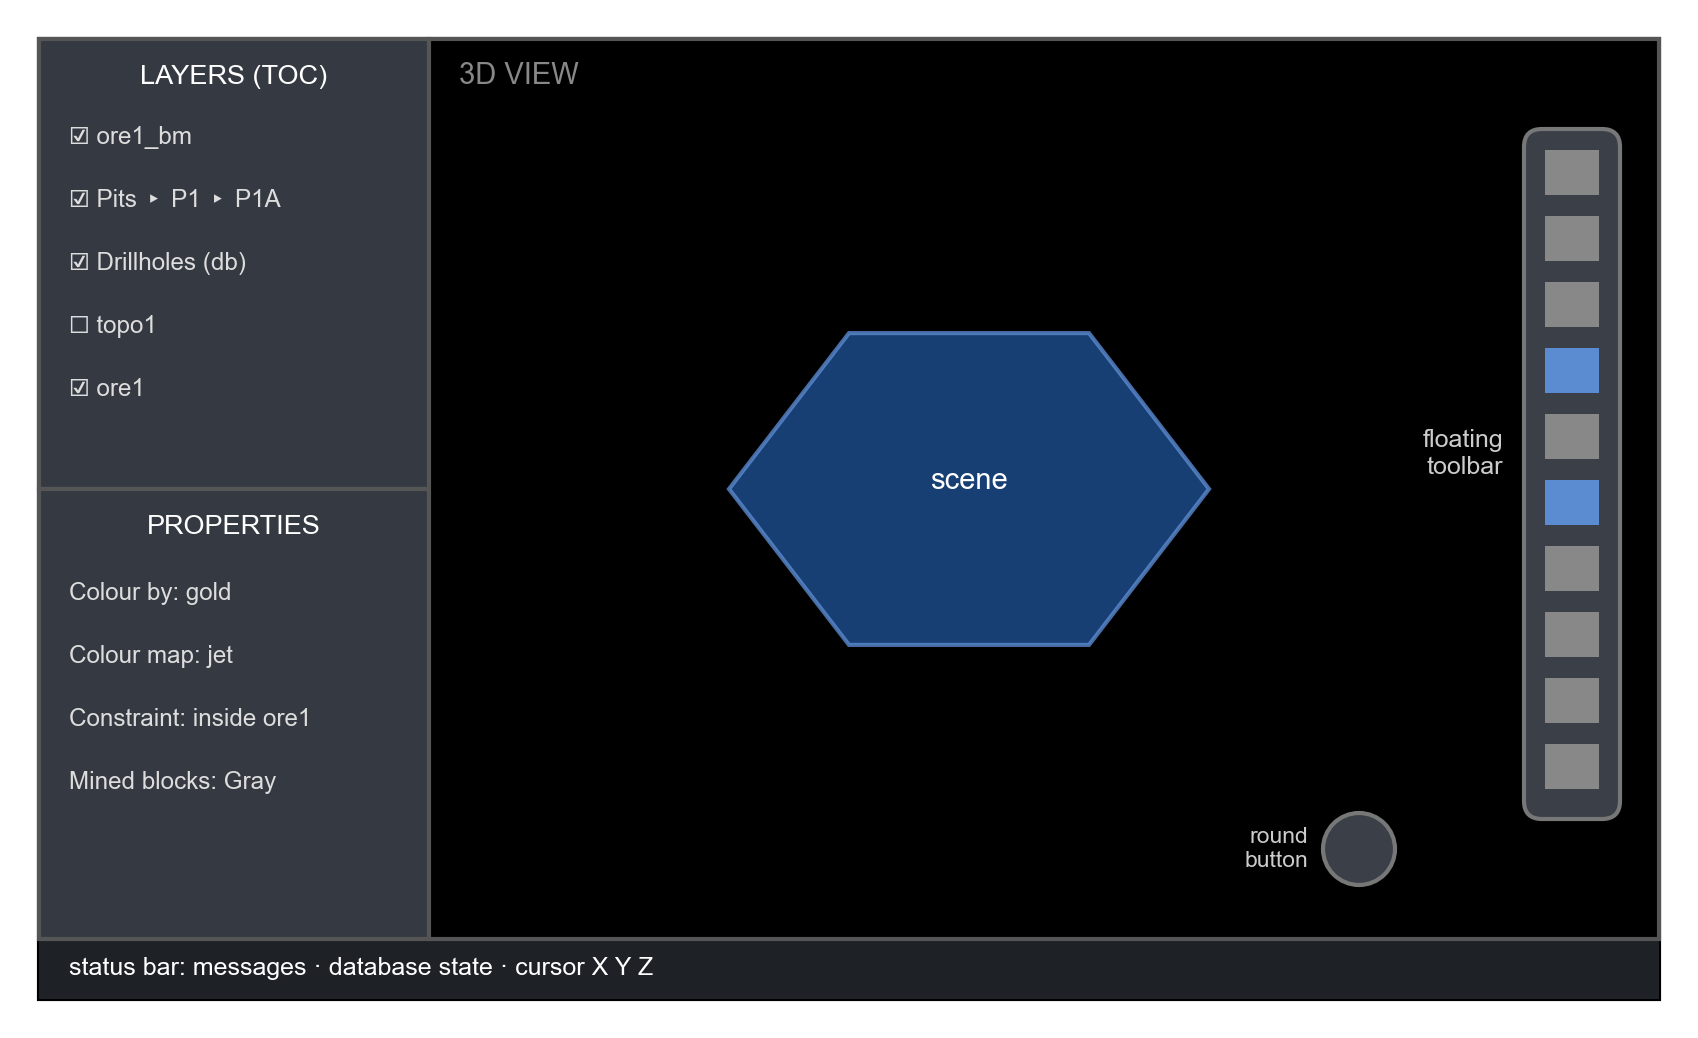 LAYERS (TOC)
☑ ore1_bm
☑ Pits ‣ P1 ‣ P1A
☑ Drillholes (db)
☐ topo1
☑ ore1
PROPERTIES
Colour by: gold
Colour map: jet
Constraint: inside ore1
Mined blocks: Gray
3D VIEW
scene
floating
toolbar
round
button
status bar: messages · database state · cursor X Y Z